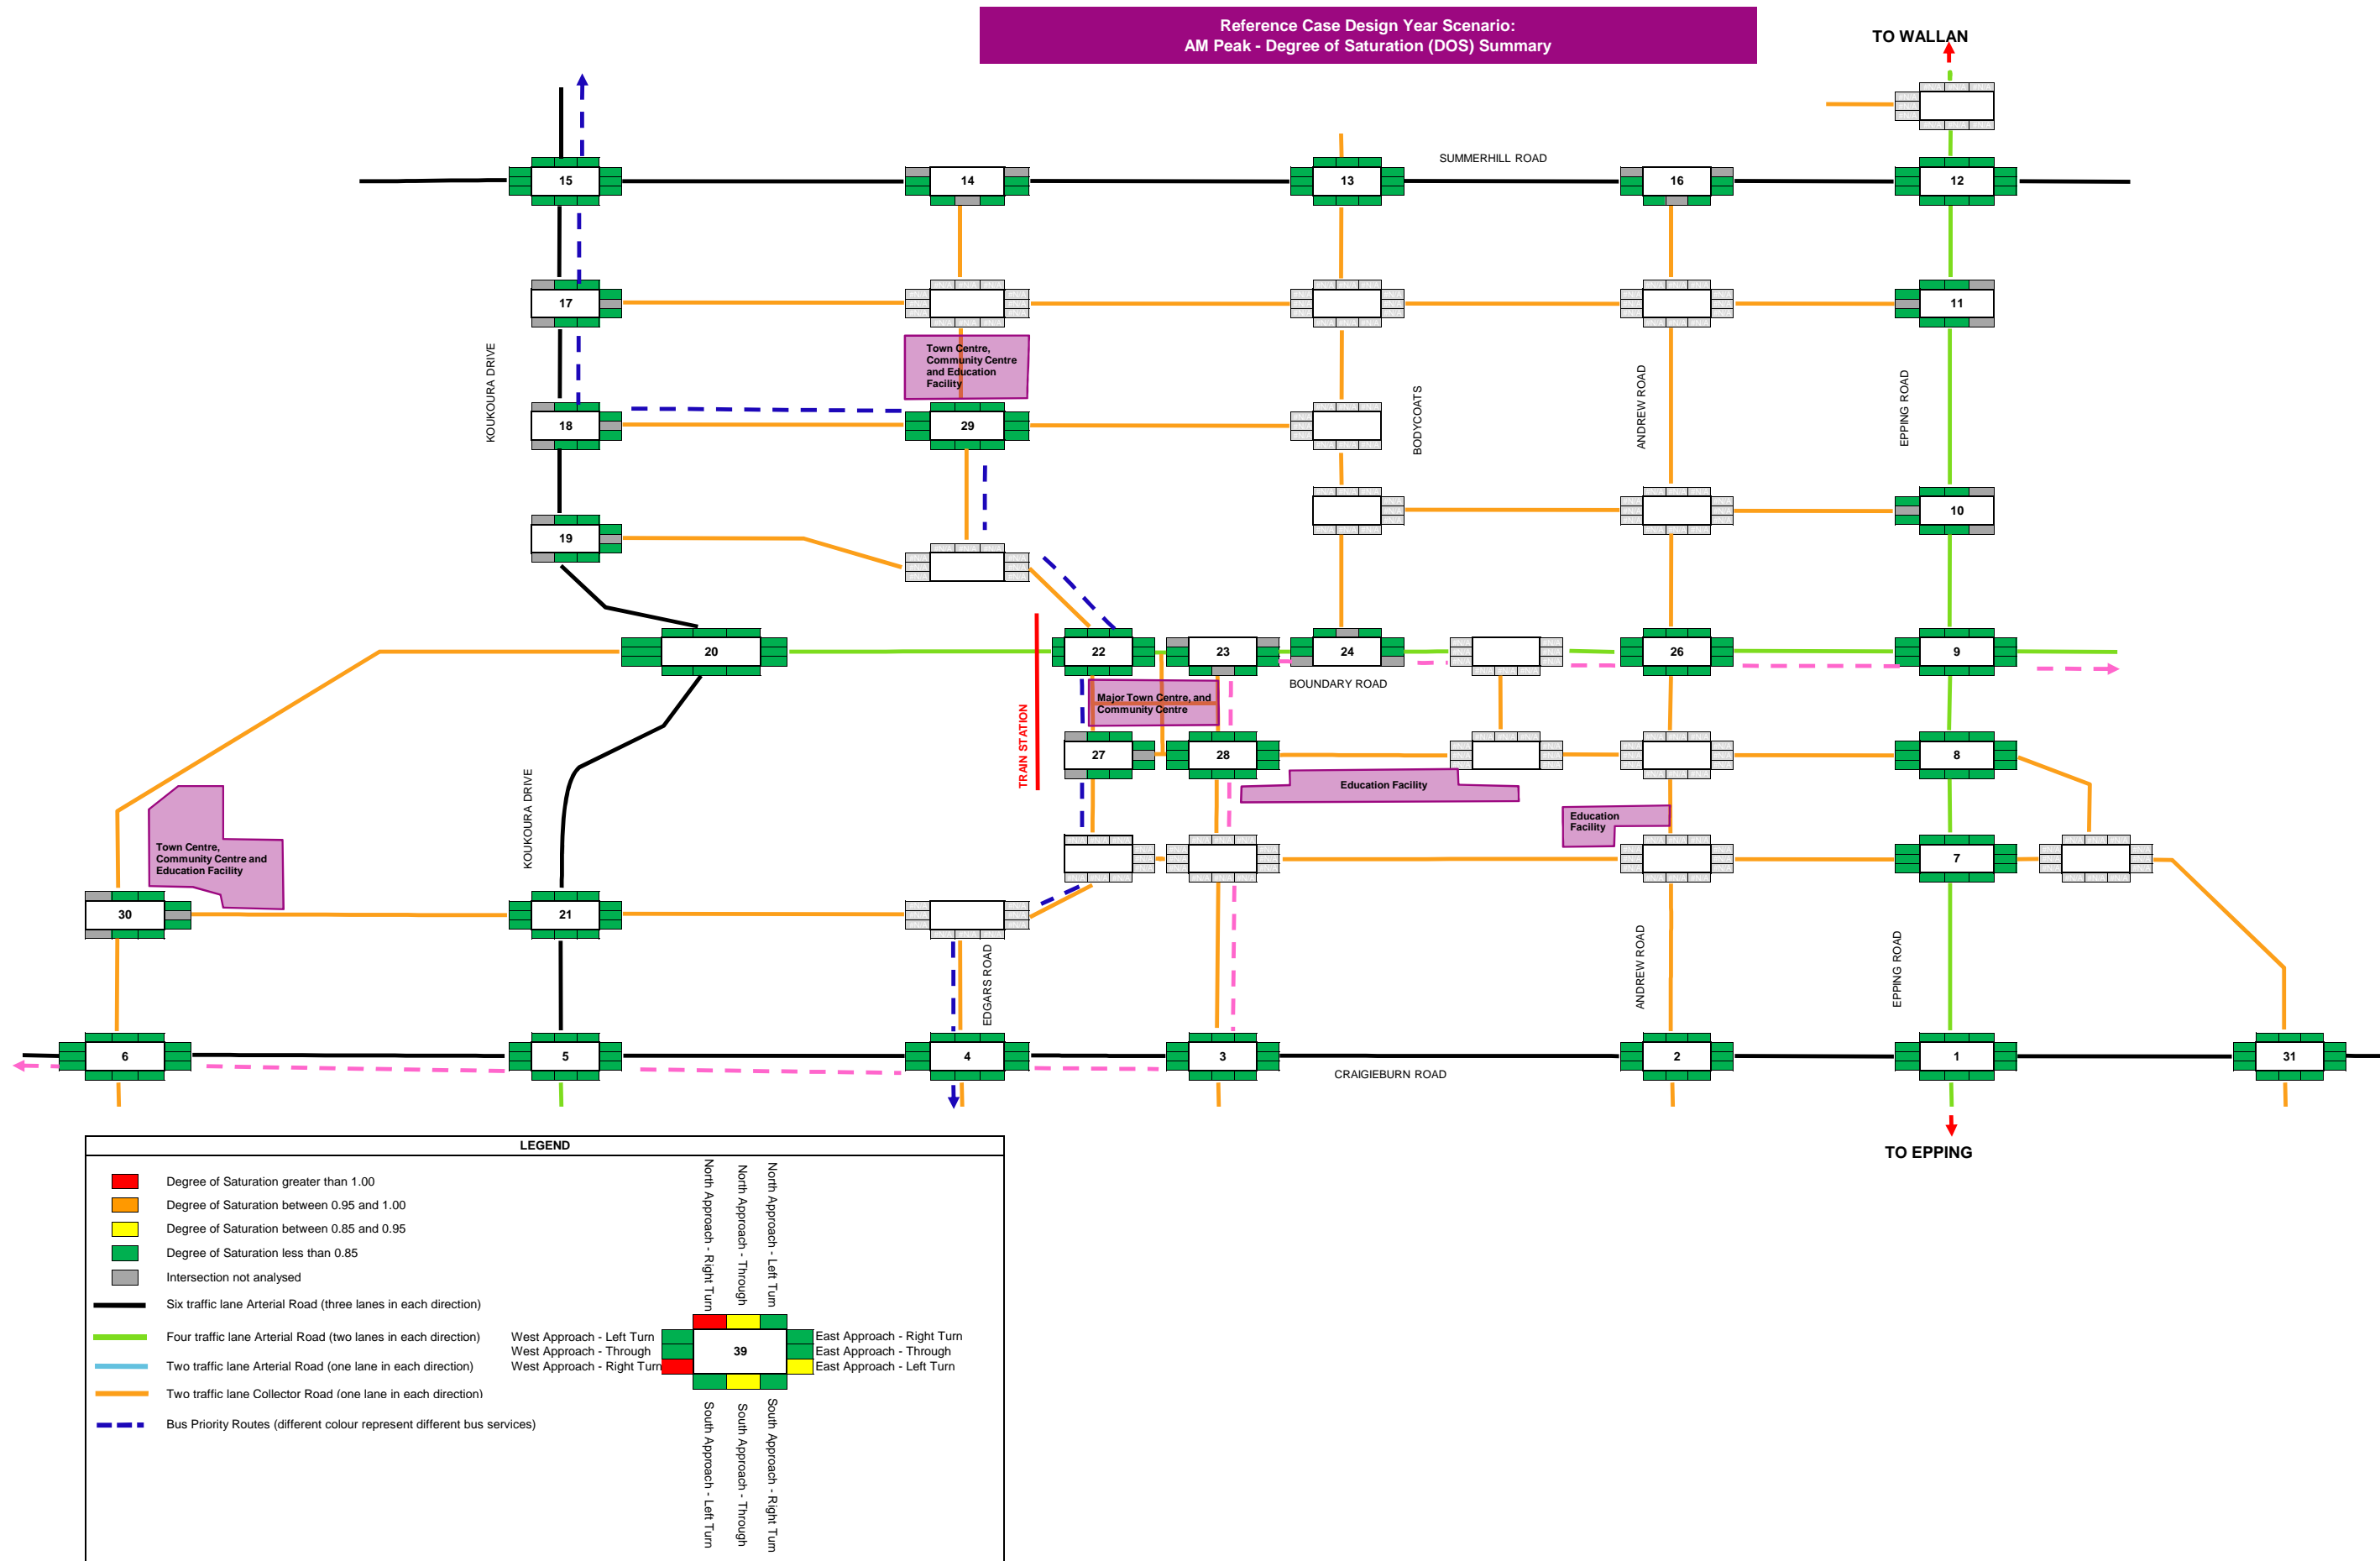 Reference Case Design Year Scenario:
AM Peak - Degree of Saturation (DOS) Summary
TO WALLAN
SUMMERHILL ROAD
15
14
13
16
12
17
11
KOUKOURA DRIVE
Town Centre,
Community Centre
and Education
Facility
BODYCOATS
ANDREW ROAD
EPPING ROAD
18
29
19
10
20
22
23
24
26
9
BOUNDARY ROAD
Major Town Centre, and
Community Centre
TRAIN STATION
27
28
8
Education Facility
Education
Facility
KOUKOURA DRIVE
Town Centre,
Community Centre and
Education Facility
7
30
21
EDGARS ROAD
ANDREW ROAD
EPPING ROAD
6
5
4
3
2
1
31
CRAIGIEBURN ROAD
TO EPPING
LEGEND
Degree of Saturation greater than 1.00
Degree of Saturation between 0.95 and 1.00
Degree of Saturation between 0.85 and 0.95
Degree of Saturation less than 0.85
Intersection not analysed
Six traffic lane Arterial Road (three lanes in each direction)
Four traffic lane Arterial Road (two lanes in each direction)
Two traffic lane Arterial Road (one lane in each direction)
Two traffic lane Collector Road (one lane in each direction)
Bus Priority Routes (different colour represent different bus services)
North Approach - Right Turn
North Approach - Through
North Approach - Left Turn
West Approach - Left Turn
West Approach - Through
West Approach - Right Turn
39
East Approach - Right Turn
East Approach - Through
East Approach - Left Turn
South Approach - Left Turn
South Approach - Through
South Approach - Right Turn